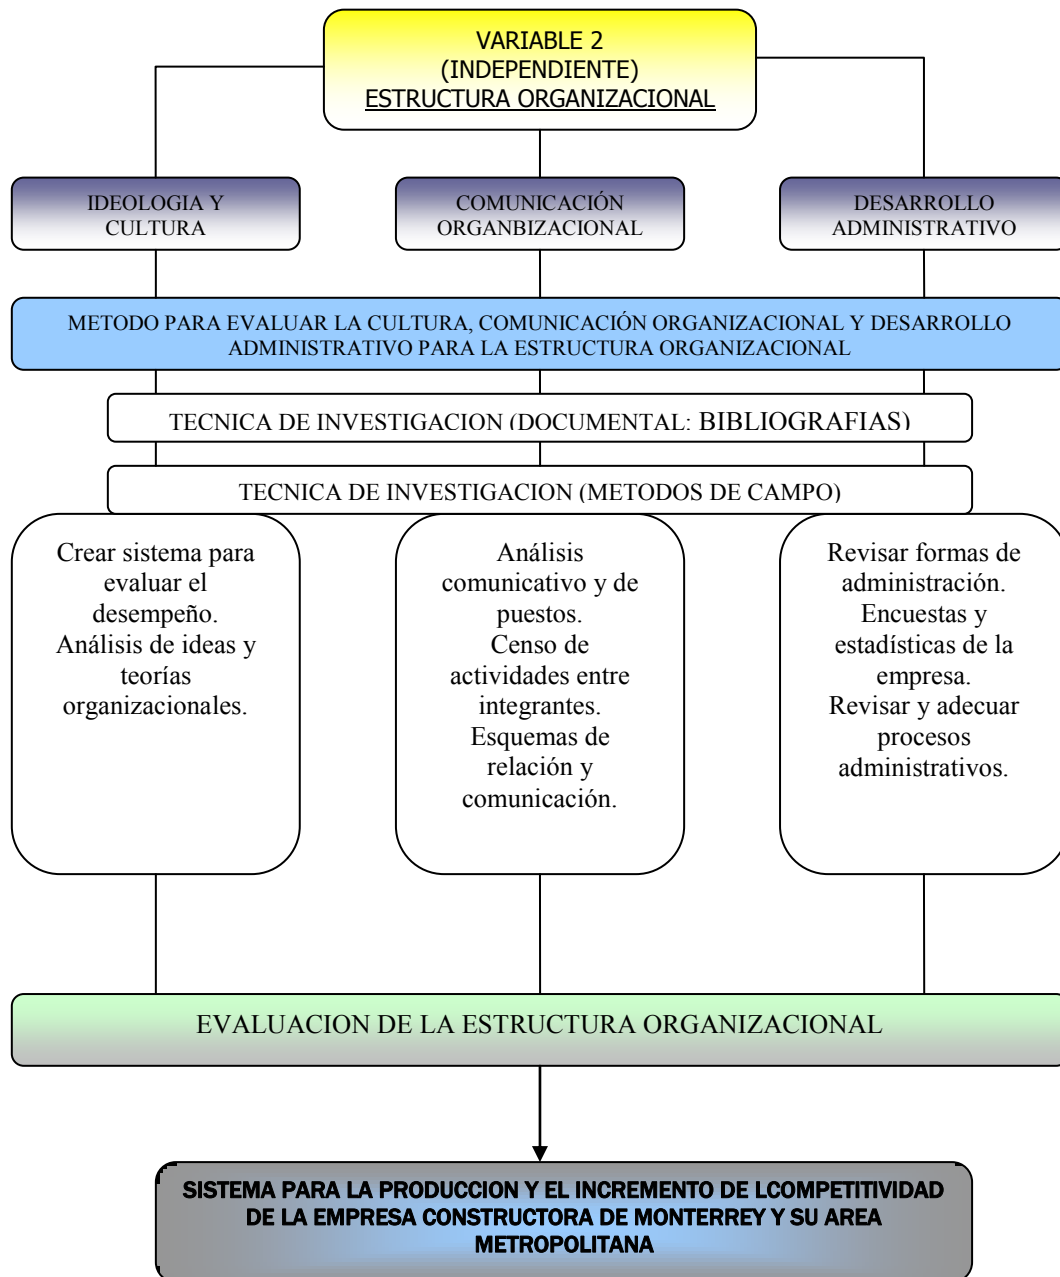 VARIABLE 2
(INDEPENDIENTE)
ESTRUCTURA ORGANIZACIONAL
IDEOLOGIA Y
CULTURA
COMUNICACIÓN
ORGANBIZACIONAL
DESARROLLO
ADMINISTRATIVO
METODO PARA EVALUAR LA CULTURA, COMUNICACIÓN ORGANIZACIONAL Y DESARROLLO
ADMINISTRATIVO PARA LA ESTRUCTURA ORGANIZACIONAL
TECNICA DE INVESTIGACION (DOCUMENTAL: BIBLIOGRAFIAS)
TECNICA DE INVESTIGACION (METODOS DE CAMPO)
Crear sistema para
evaluar el
desempeño.
Análisis de ideas y
teorías
organizacionales.
Análisis
comunicativo y de
puestos.
Censo de
actividades entre
integrantes.
Esquemas de
relación y
comunicación.
Revisar formas de
administración.
Encuestas y
estadísticas de la
empresa.
Revisar y adecuar
procesos
administrativos.
EVALUACION DE LA ESTRUCTURA ORGANIZACIONAL
SISTEMA PARA LA PRODUCCION Y EL INCREMENTO DE LCOMPETITIVIDAD
DE LA EMPRESA CONSTRUCTORA DE MONTERREY Y SU AREA
METROPOLITANA